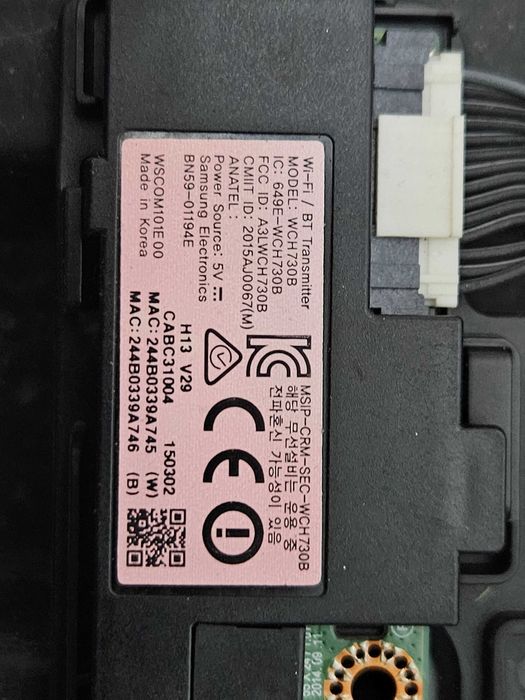 Wi-Fi / BT Transmitter
MODEL: WCH730B
IC: 649E-WCH730B
FCC ID: A3LWCH730B
CMIIT ID: 2015AJ0067(M)
ANATEL :
Power Source: 5V
Samsung Electronics
BN59-01194E
WSCOM101E00
Made in Korea
MSIP-CRM-SEC-WCH730B
해당 무선설비는 운용 중
전파혼신 가능성이 있음
H13 V29
CABC31004 150302
MAC: 244B0339A745 (W)
MAC: 244B0339A746 (B)